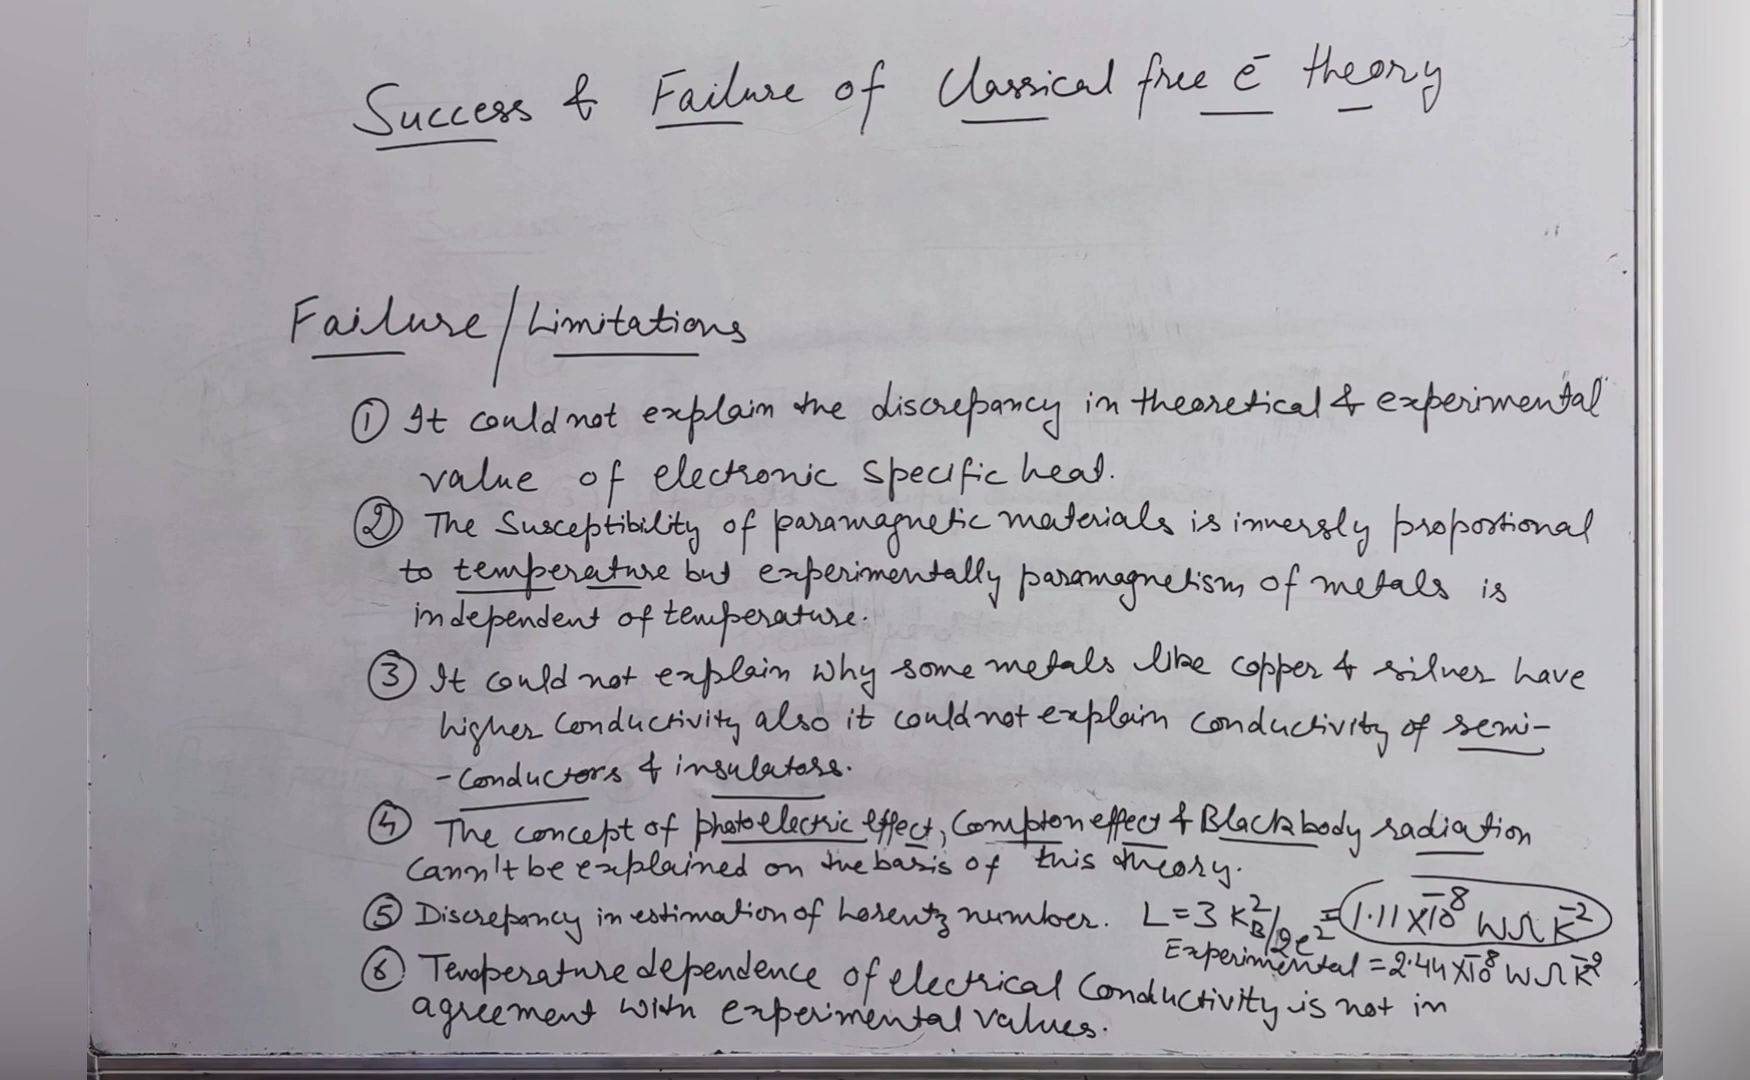 Success & Failure of Classical free ē theory
Failure/Limitations
① It could not explain the discrepancy in theoretical & experimental
value of electronic specific heat.
② The Susceptibility of paramagnetic materials is inversly proportional
to temperature but experimentally paramagnetism of metals is
independent of temperature.
③ It could not explain why some metals like copper & silver have
higher conductivity also it could not explain conductivity of semi-
-conductors & insulators.
④ The concept of photoelectric effect, Compton effect & Blackbody radiation
cann't be explained on the basis of this theory.
⑤ Discrepancy in estimation of Lorentz number. L=3 K_B²/2e² = 1.11×10⁻⁸ WΩK⁻²
Experimental = 2.44×10⁻⁸ WΩK⁻²
⑥ Temperature dependence of electrical Conductivity is not in
agreement with experimental values.